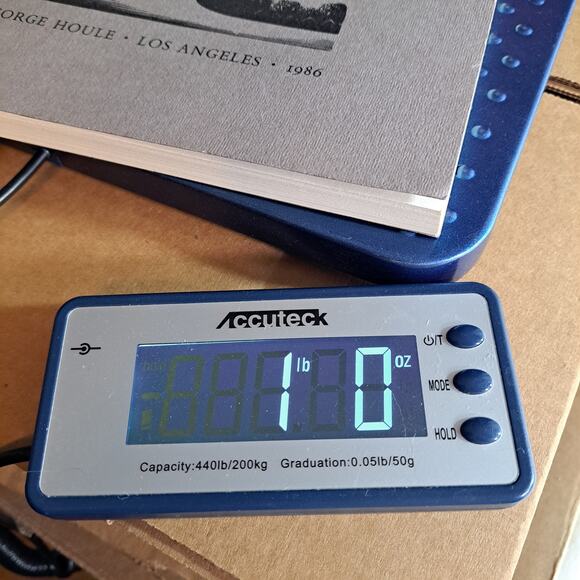 ORGE HOULE · LOS ANGELES · 1986
Accuteck
1 lb 0 oz
⏻/T
MODE
HOLD
Capacity:440lb/200kg Graduation:0.05lb/50g